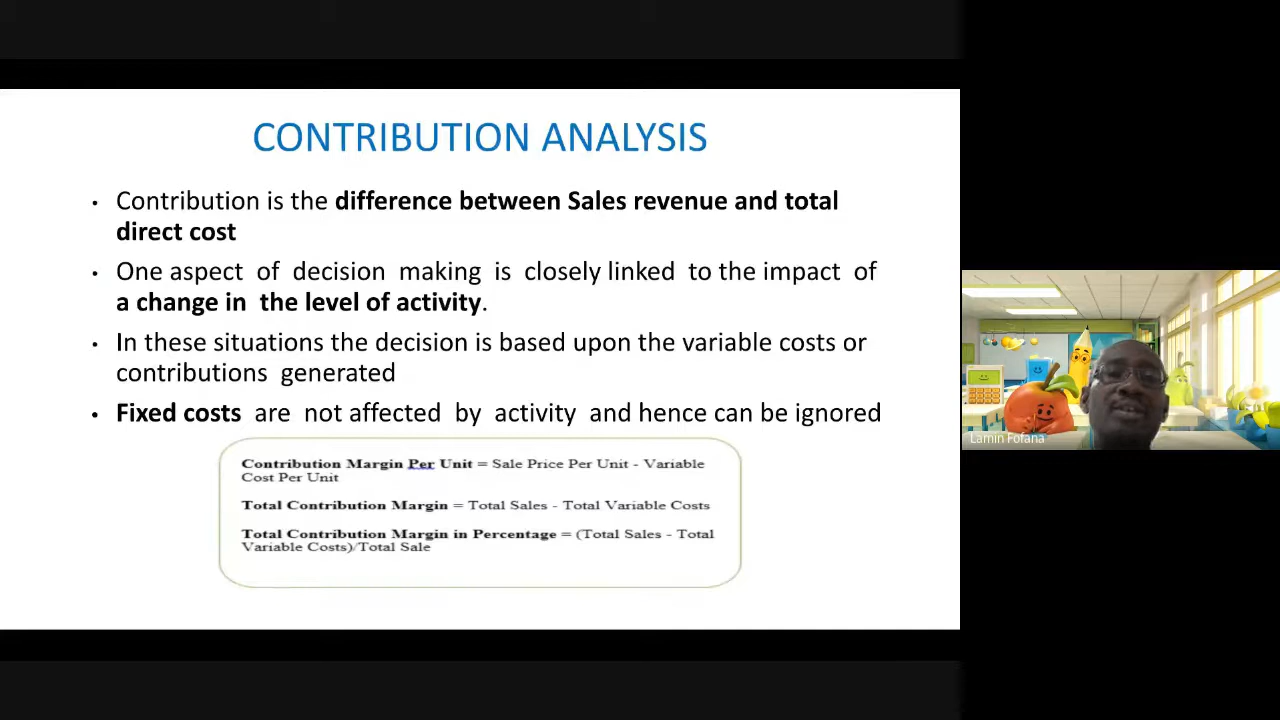 CONTRIBUTION ANALYSIS
• Contribution is the difference between Sales revenue and total
direct cost
• One aspect of decision making is closely linked to the impact of
a change in the level of activity.
• In these situations the decision is based upon the variable costs or
contributions generated
• Fixed costs are not affected by activity and hence can be ignored
Contribution Margin Per Unit = Sale Price Per Unit - Variable
Cost Per Unit
Total Contribution Margin = Total Sales - Total Variable Costs
Total Contribution Margin in Percentage = (Total Sales - Total
Variable Costs)/Total Sale
Lamin Fofana